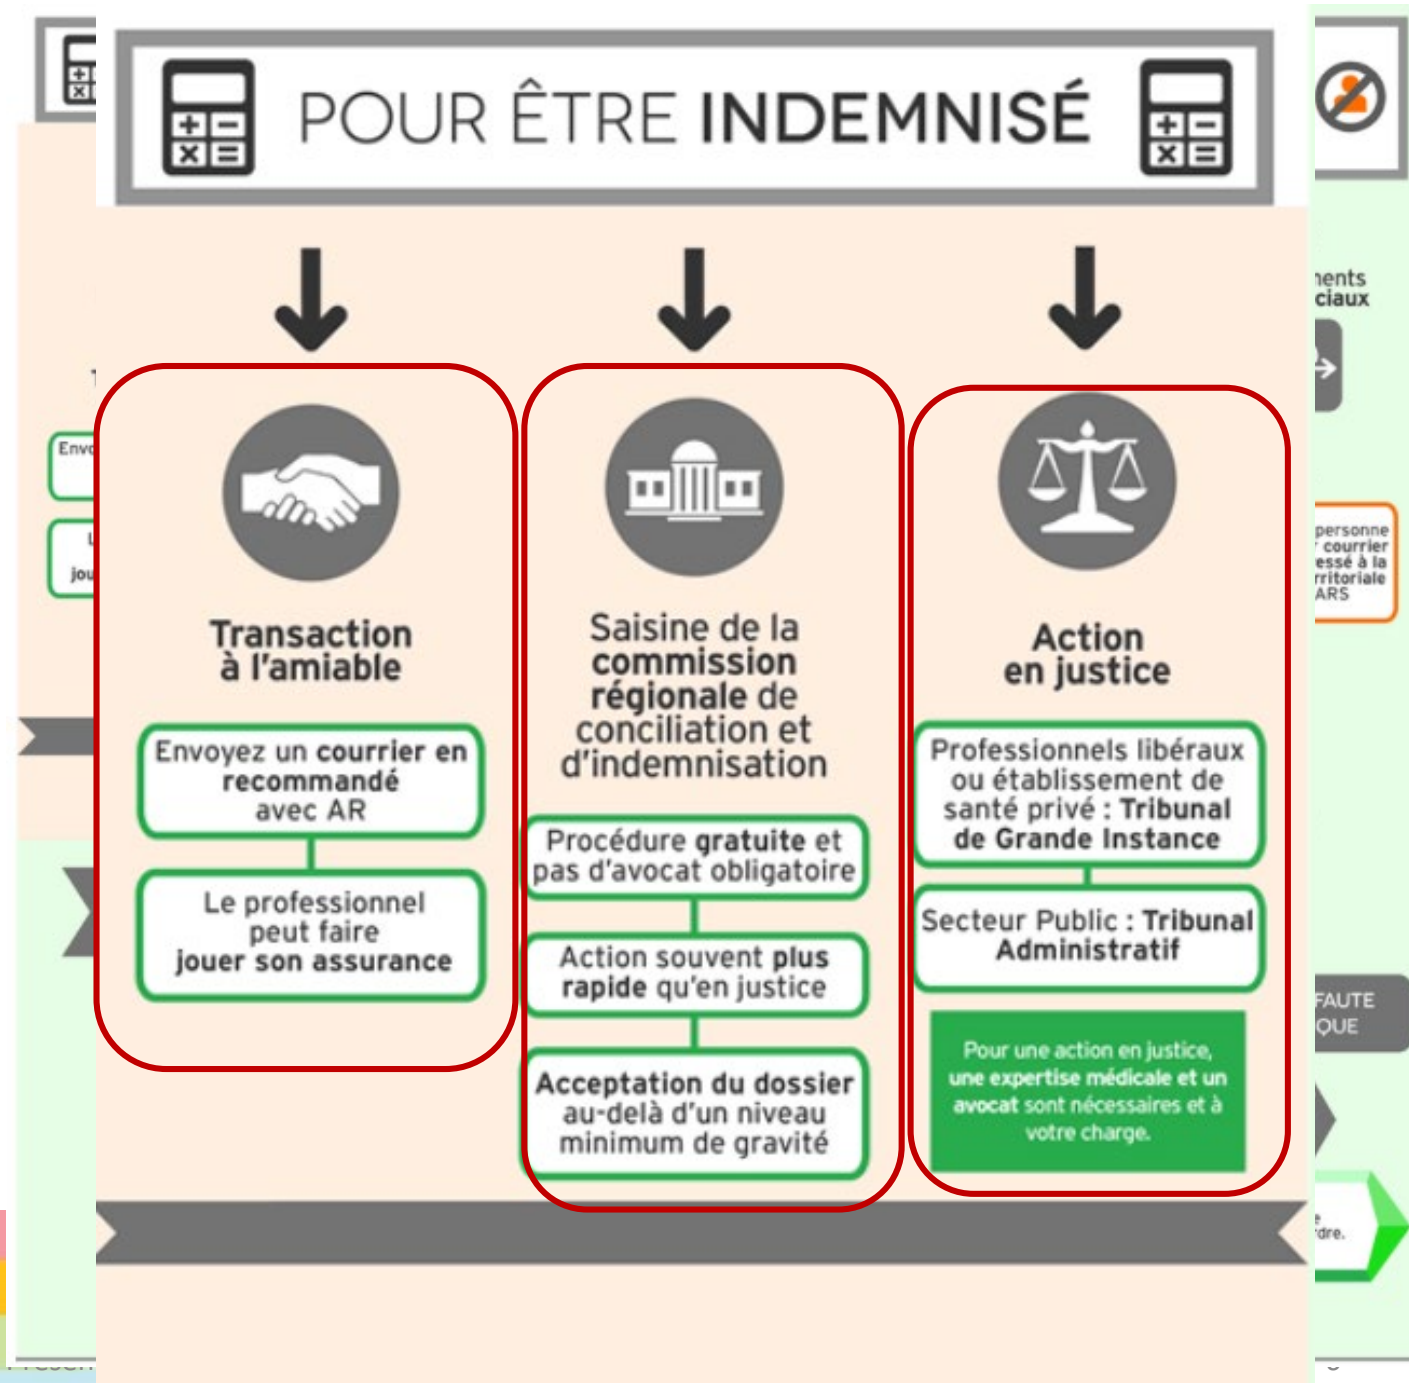 POUR ÊTRE INDEMNISÉ
Transaction
à l'amiable
Envoyez un courrier en
recommandé
avec AR
Le professionnel
peut faire
jouer son assurance
Saisine de la
commission
régionale de
conciliation et
d'indemnisation
Procédure gratuite et
pas d'avocat obligatoire
Action souvent plus
rapide qu'en justice
Acceptation du dossier
au-delà d'un niveau
minimum de gravité
Action
en justice
Professionnels libéraux
ou établissement de
santé privé : Tribunal
de Grande Instance
Secteur Public : Tribunal
Administratif
Pour une action en justice,
une expertise médicale et un
avocat sont nécessaires et à
votre charge.
personne
courrier
ARS
FAUTE